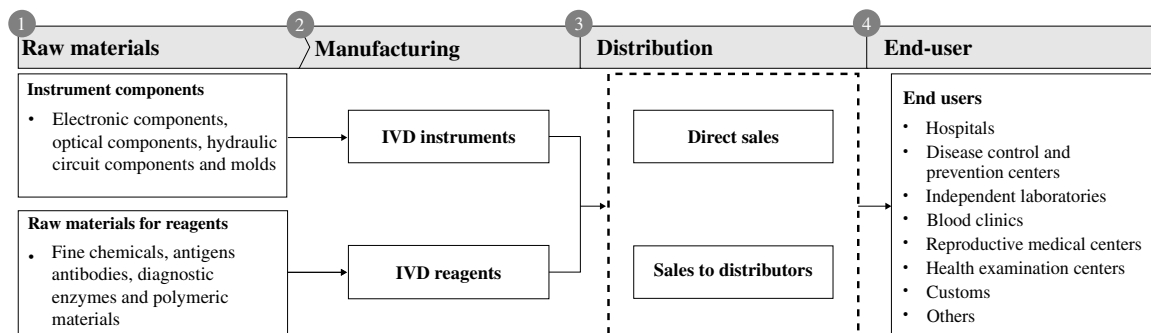 1
2
3
4
Raw materials
Manufacturing
Distribution
End-user
Instrument components
• Electronic components,
optical components, hydraulic
circuit components and molds
Raw materials for reagents
• Fine chemicals, antigens
antibodies, diagnostic
enzymes and polymeric
materials
IVD instruments
IVD reagents
Direct sales
Sales to distributors
End users
• Hospitals
• Disease control and
prevention centers
• Independent laboratories
• Blood clinics
• Reproductive medical centers
• Health examination centers
• Customs
• Others